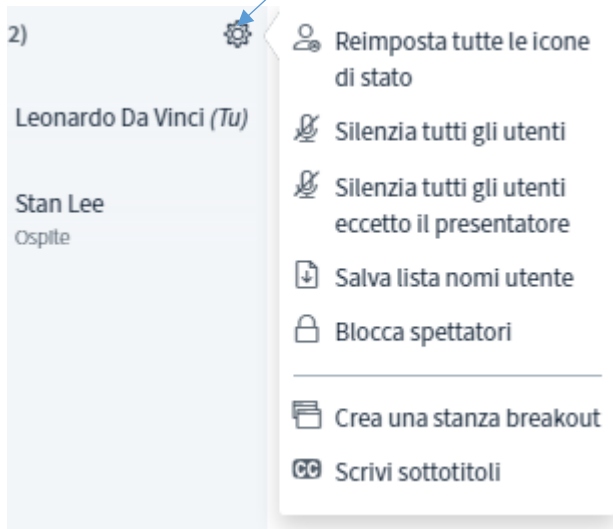 2)
Leonardo Da Vinci (Tu)
Stan Lee
Ospite
Reimposta tutte le icone
di stato
Silenzia tutti gli utenti
Silenzia tutti gli utenti
eccetto il presentatore
Salva lista nomi utente
Blocca spettatori
Crea una stanza breakout
CC Scrivi sottotitoli